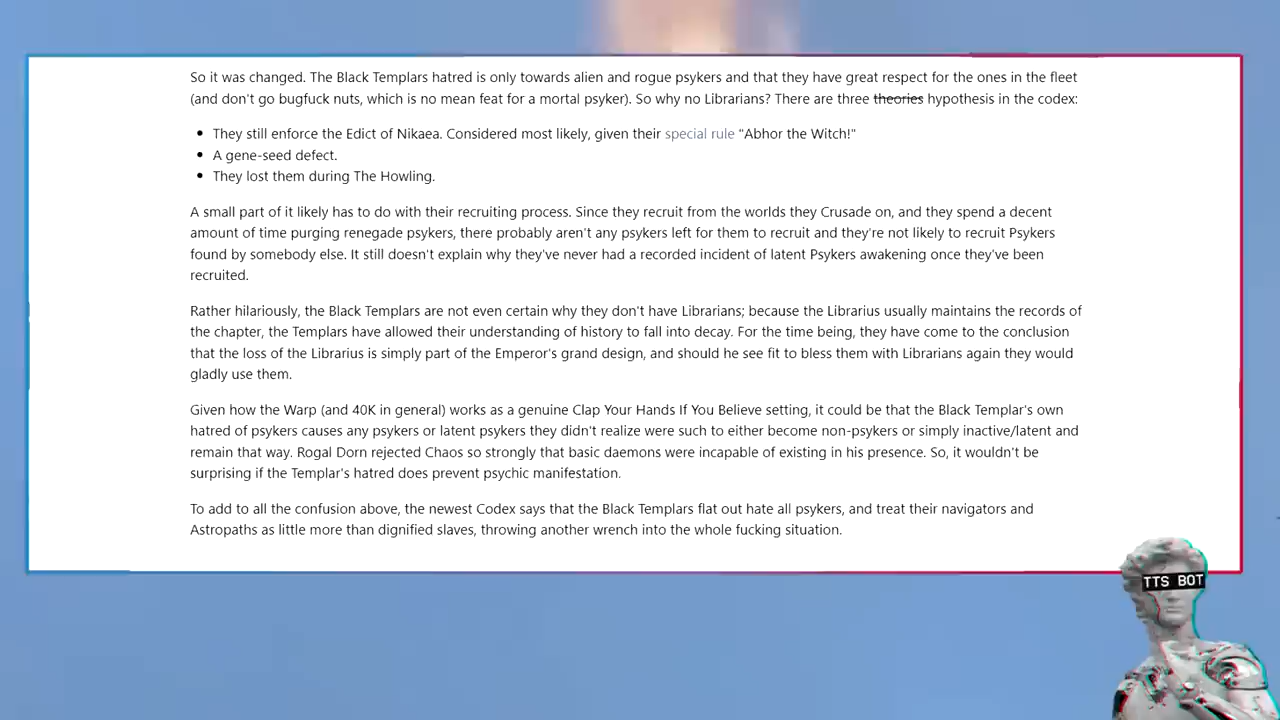 So it was changed. The Black Templars hatred is only towards alien and rogue psykers and that they have great respect for the ones in the fleet
(and don't go bugfuck nuts, which is no mean feat for a mortal psyker). So why no Librarians? There are three theories hypothesis in the codex:
• They still enforce the Edict of Nikaea. Considered most likely, given their special rule "Abhor the Witch!"
• A gene-seed defect.
• They lost them during The Howling.
A small part of it likely has to do with their recruiting process. Since they recruit from the worlds they Crusade on, and they spend a decent
amount of time purging renegade psykers, there probably aren't any psykers left for them to recruit and they're not likely to recruit Psykers
found by somebody else. It still doesn't explain why they've never had a recorded incident of latent Psykers awakening once they've been
recruited.
Rather hilariously, the Black Templars are not even certain why they don't have Librarians; because the Librarius usually maintains the records of
the chapter, the Templars have allowed their understanding of history to fall into decay. For the time being, they have come to the conclusion
that the loss of the Librarius is simply part of the Emperor's grand design, and should he see fit to bless them with Librarians again they would
gladly use them.
Given how the Warp (and 40K in general) works as a genuine Clap Your Hands If You Believe setting, it could be that the Black Templar's own
hatred of psykers causes any psykers or latent psykers they didn't realize were such to either become non-psykers or simply inactive/latent and
remain that way. Rogal Dorn rejected Chaos so strongly that basic daemons were incapable of existing in his presence. So, it wouldn't be
surprising if the Templar's hatred does prevent psychic manifestation.
To add to all the confusion above, the newest Codex says that the Black Templars flat out hate all psykers, and treat their navigators and
Astropaths as little more than dignified slaves, throwing another wrench into the whole fucking situation.
TTS BOT